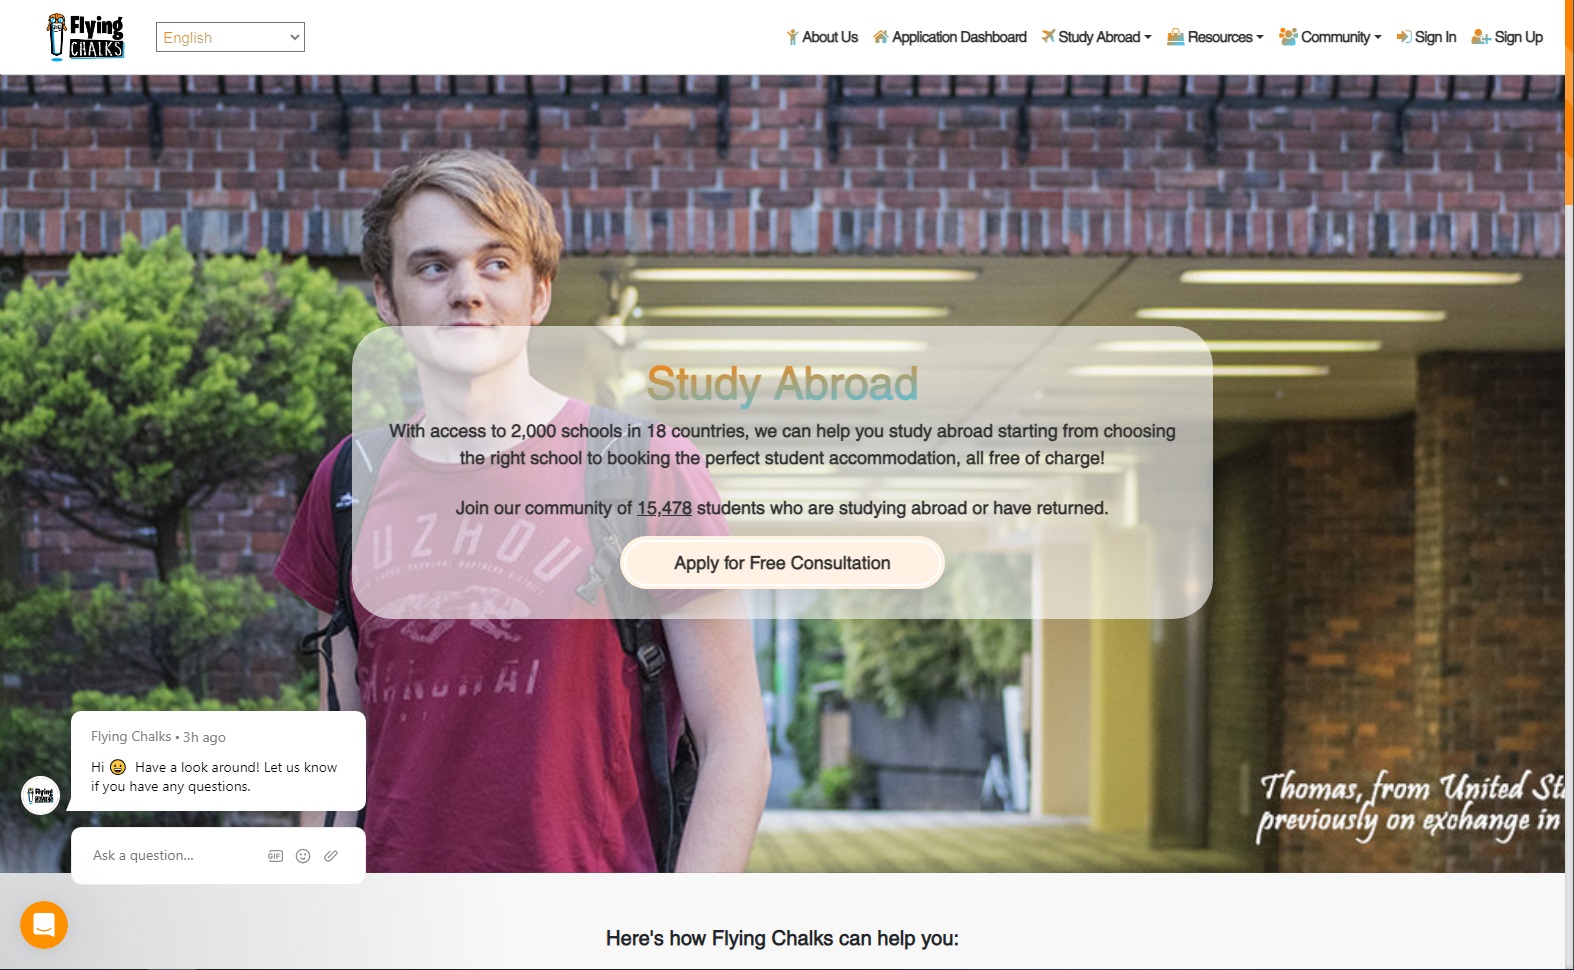 Flying
CHALKS
English
About Us
Application Dashboard
Study Abroad
Resources
Community
Sign In
Sign Up
Study Abroad
With access to 2,000 schools in 18 countries, we can help you study abroad starting from choosing
the right school to booking the perfect student accommodation, all free of charge!
Join our community of 15,478 students who are studying abroad or have returned.
Apply for Free Consultation
UZHOU
Thomas, from United St
previously on exchange in
Flying Chalks • 3h ago
Hi 😀 Have a look around! Let us know
if you have any questions.
Flying
CHALKS
Ask a question...
GIF
Here's how Flying Chalks can help you: